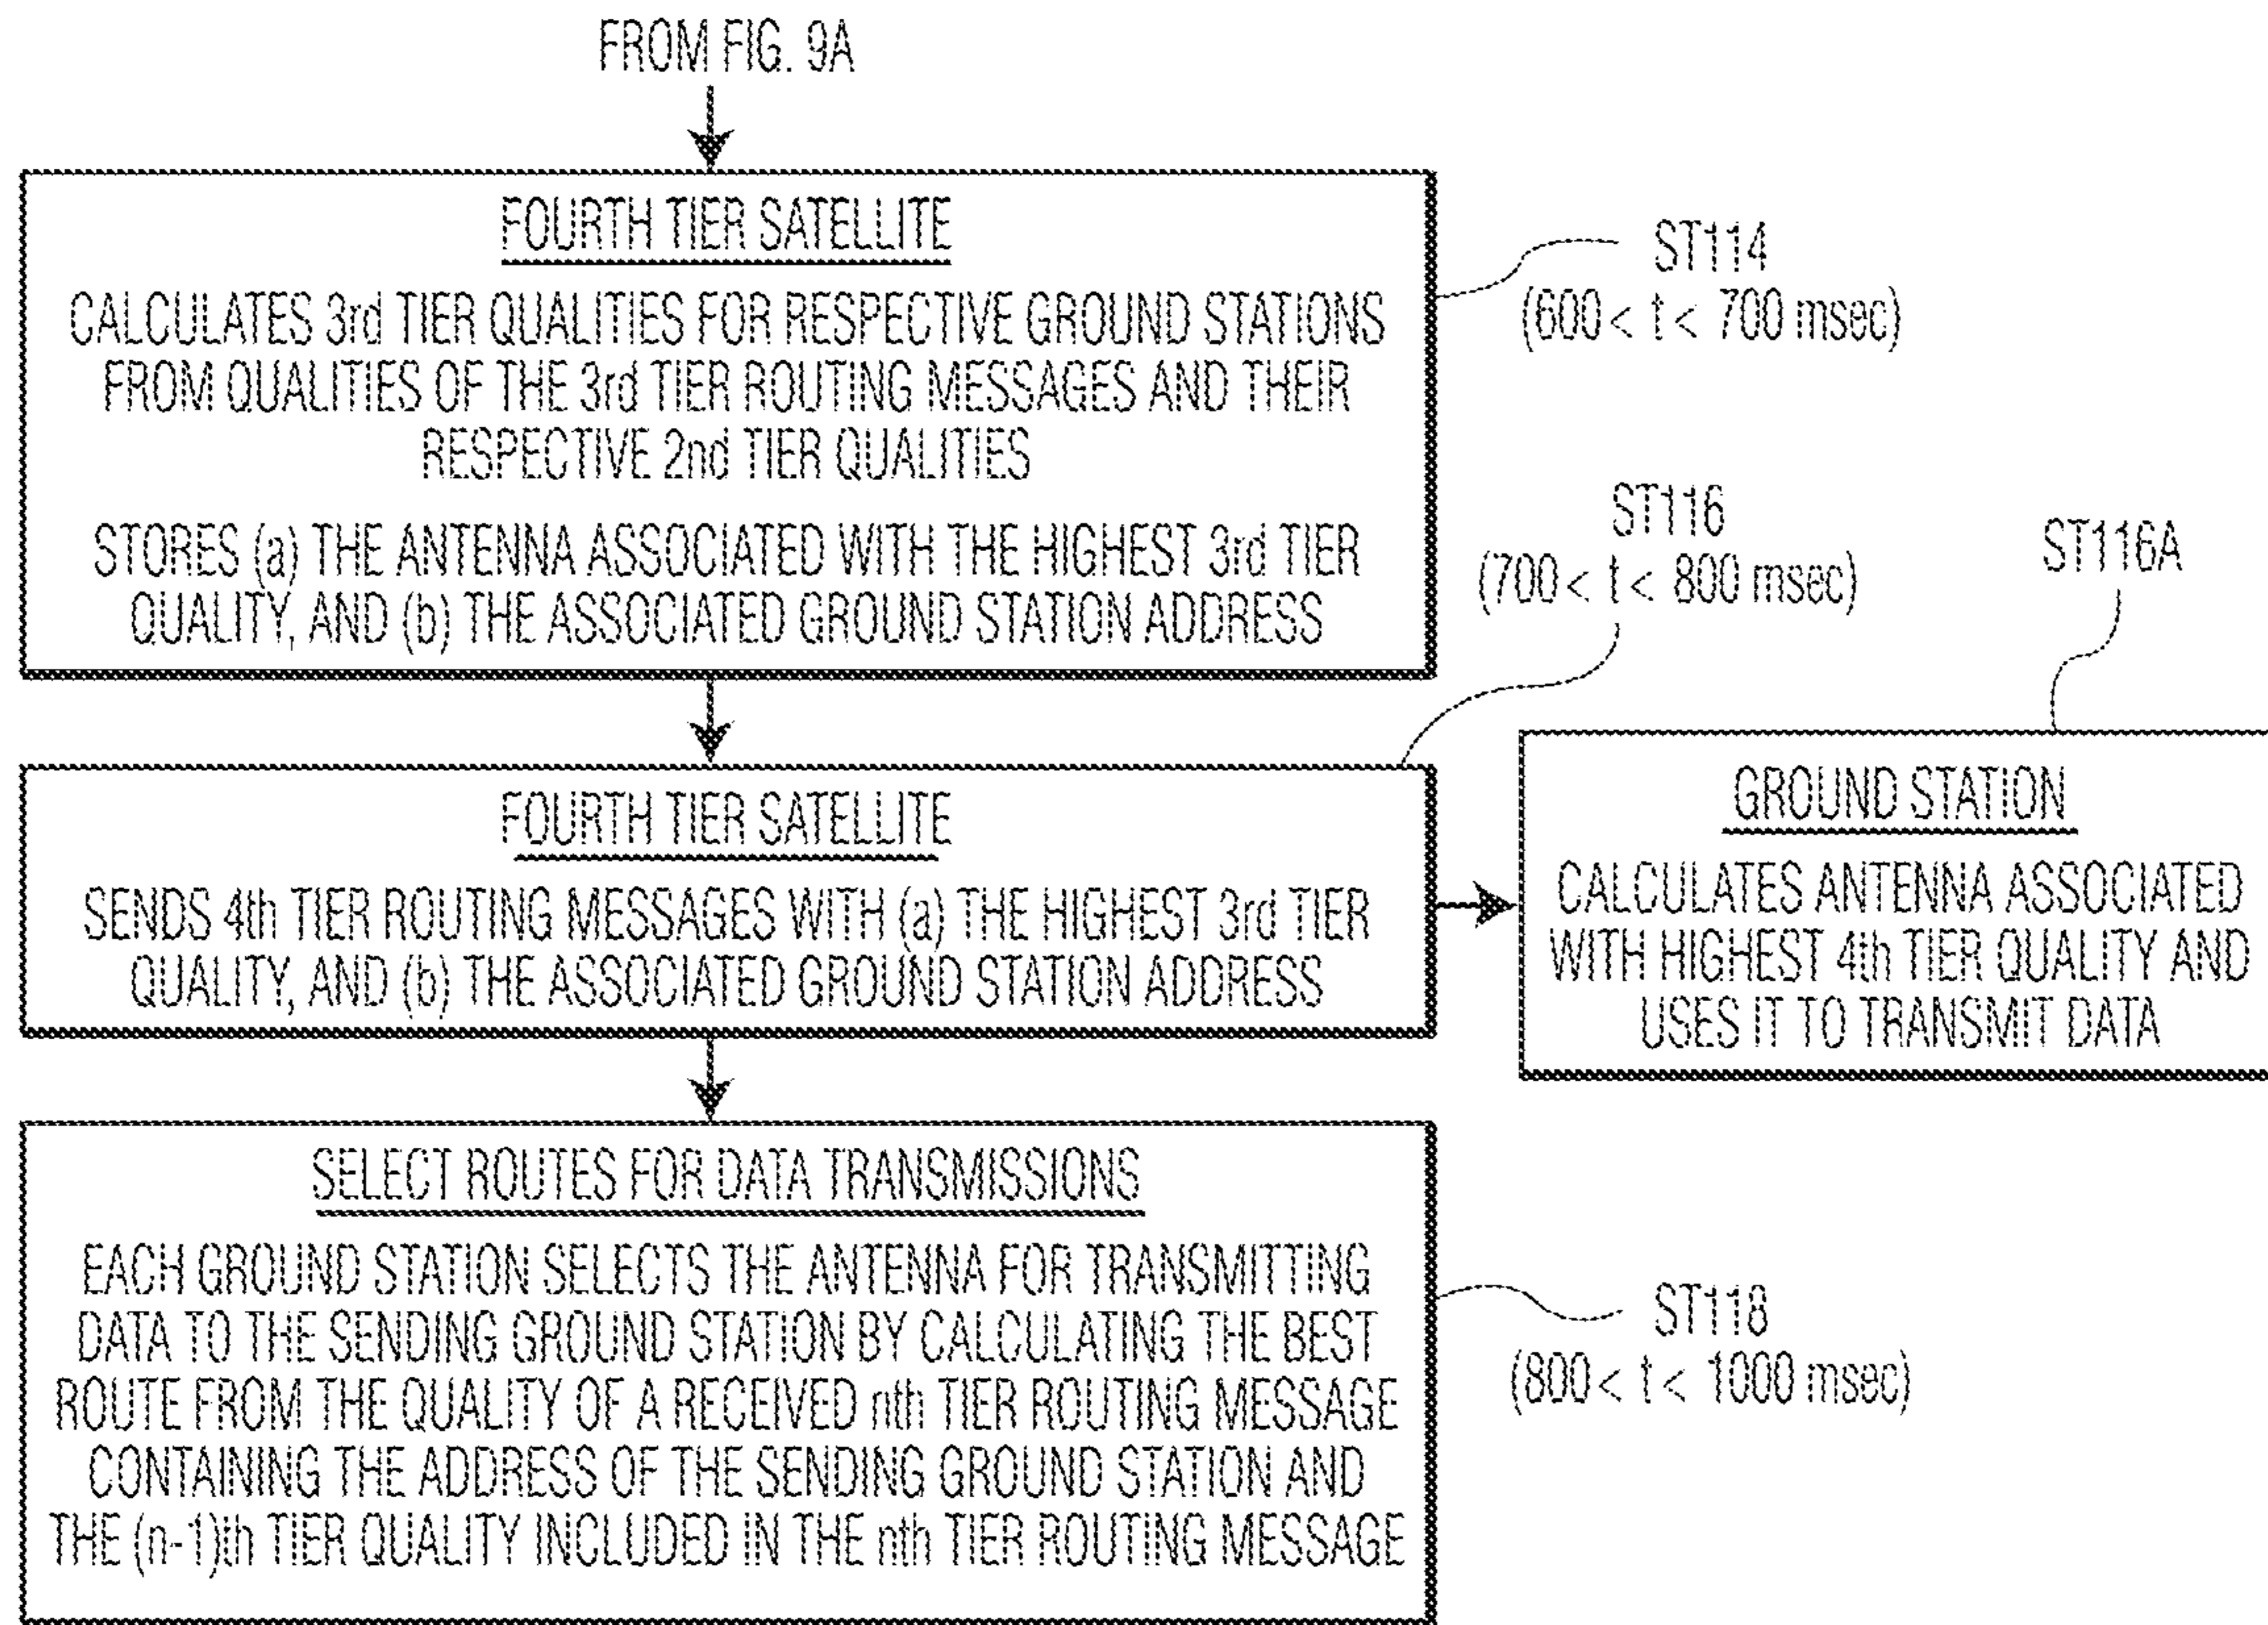 FROM FIG. 9A
FOURTH TIER SATELLITE
CALCULATES 3rd TIER QUALITIES FOR RESPECTIVE GROUND STATIONS
FROM QUALITIES OF THE 3rd TIER ROUTING MESSAGES AND THEIR
RESPECTIVE 2nd TIER QUALITIES
STORES (a) THE ANTENNA ASSOCIATED WITH THE HIGHEST 3rd TIER
QUALITY, AND (b) THE ASSOCIATED GROUND STATION ADDRESS
ST114
(600 < t < 700 msec)
ST116
(700 < t < 800 msec)
ST116A
FOURTH TIER SATELLITE
SENDS 4th TIER ROUTING MESSAGES WITH (a) THE HIGHEST 3rd TIER
QUALITY, AND (b) THE ASSOCIATED GROUND STATION ADDRESS
GROUND STATION
CALCULATES ANTENNA ASSOCIATED
WITH HIGHEST 4th TIER QUALITY AND
USES IT TO TRANSMIT DATA
SELECT ROUTES FOR DATA TRANSMISSIONS
EACH GROUND STATION SELECTS THE ANTENNA FOR TRANSMITTING
DATA TO THE SENDING GROUND STATION BY CALCULATING THE BEST
ROUTE FROM THE QUALITY OF A RECEIVED nth TIER ROUTING MESSAGE
CONTAINING THE ADDRESS OF THE SENDING GROUND STATION AND
THE (n-1)th TIER QUALITY INCLUDED IN THE nth TIER ROUTING MESSAGE
ST118
(800 < t < 1000 msec)